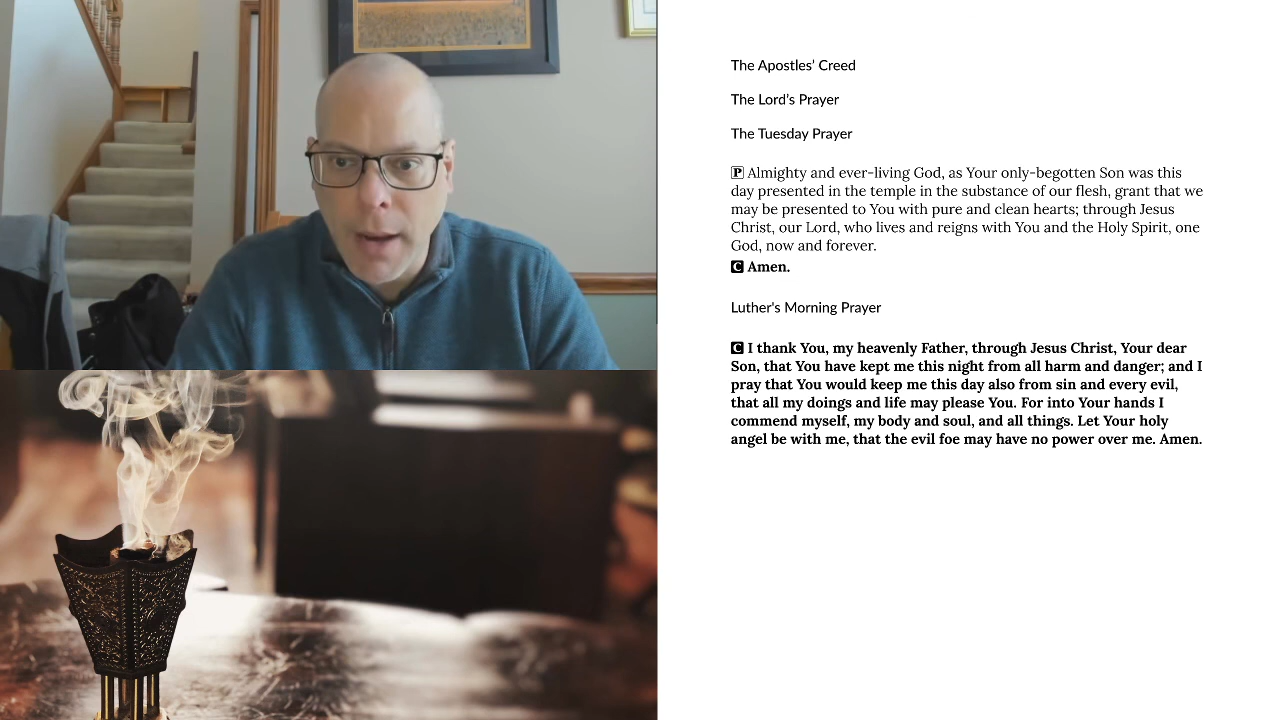 The Apostles’ Creed
The Lord’s Prayer
The Tuesday Prayer
P Almighty and ever-living God, as Your only-begotten Son was this
day presented in the temple in the substance of our flesh, grant that we
may be presented to You with pure and clean hearts; through Jesus
Christ, our Lord, who lives and reigns with You and the Holy Spirit, one
God, now and forever.
C Amen.
Luther's Morning Prayer
C I thank You, my heavenly Father, through Jesus Christ, Your dear
Son, that You have kept me this night from all harm and danger; and I
pray that You would keep me this day also from sin and every evil,
that all my doings and life may please You. For into Your hands I
commend myself, my body and soul, and all things. Let Your holy
angel be with me, that the evil foe may have no power over me. Amen.